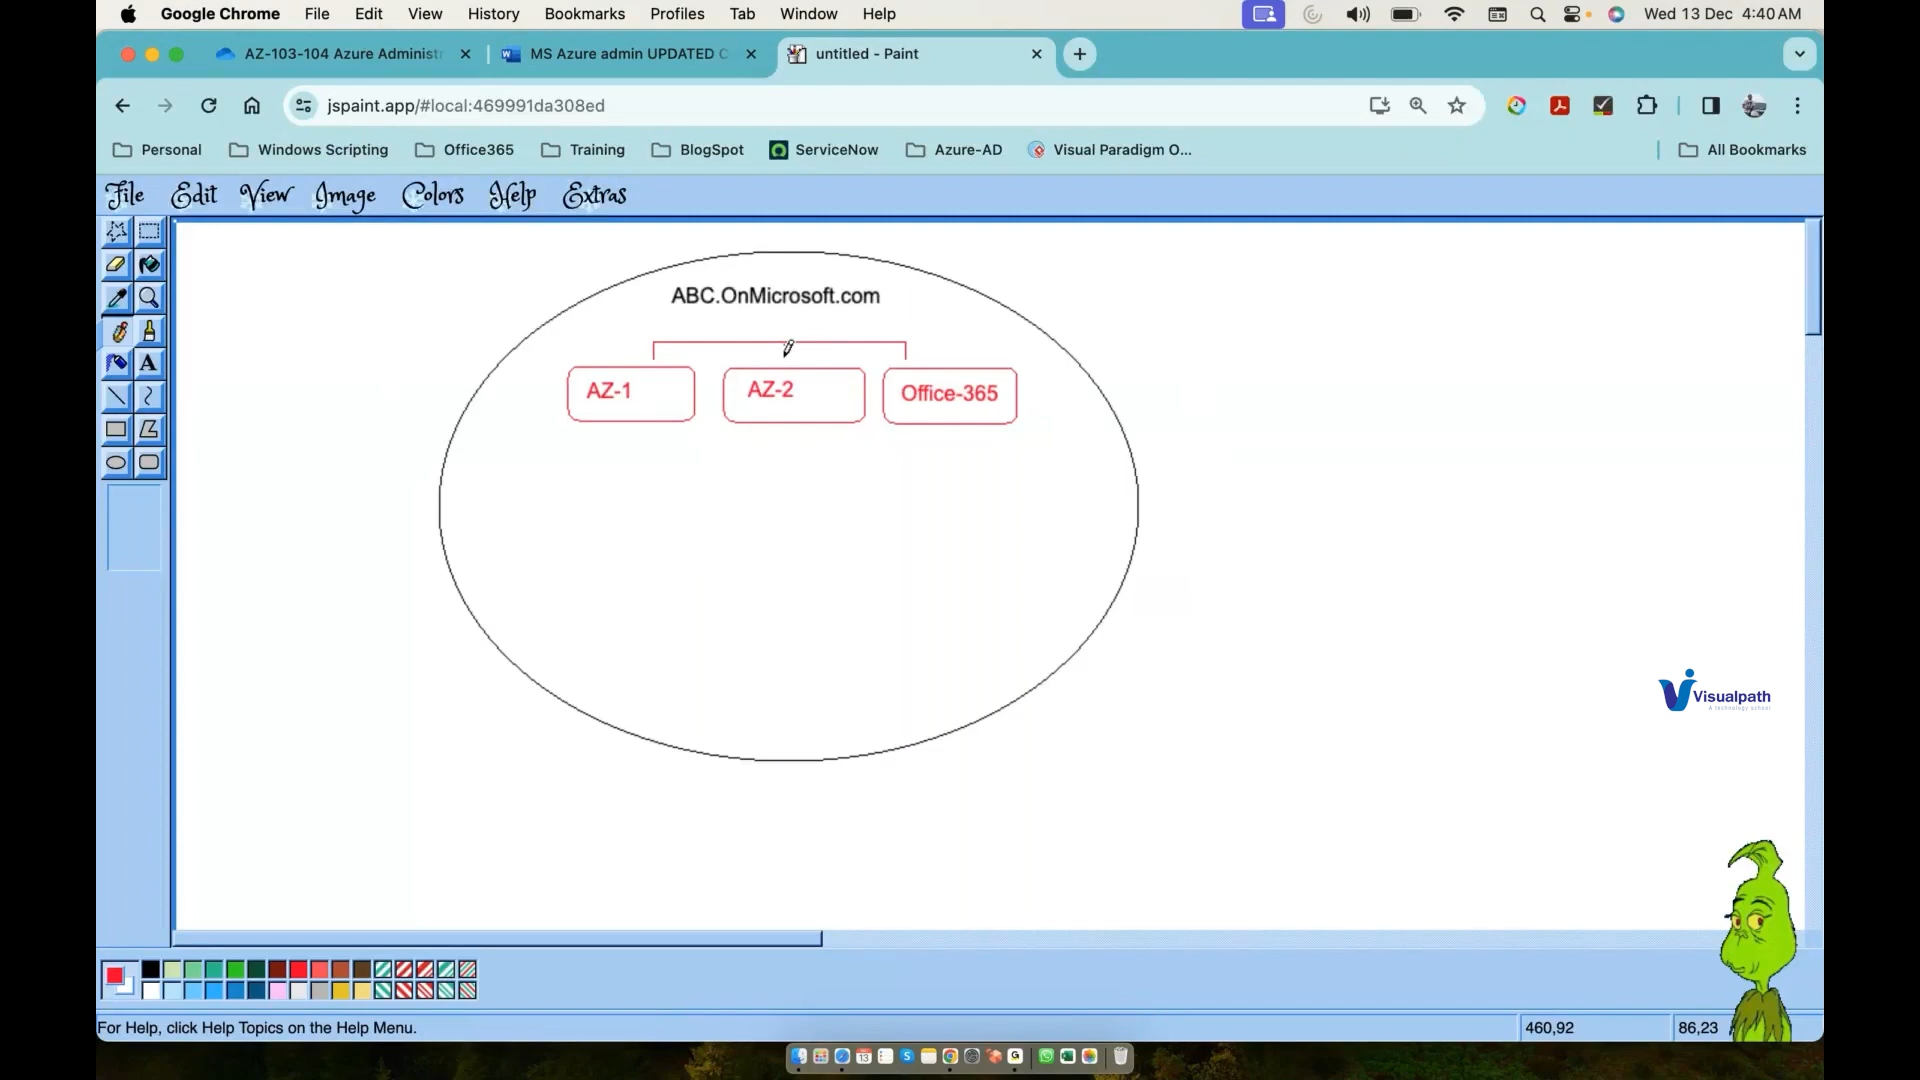 Google Chrome File Edit View History Bookmarks Profiles Tab Window Help Wed 13 Dec 4:40 AM
AZ-103-104 Azure Administr MS Azure admin UPDATED C untitled - Paint
jspaint.app/#local:469991da308ed
Personal Windows Scripting Office365 Training BlogSpot ServiceNow Azure-AD Visual Paradigm O... All Bookmarks
File Edit View Image Colors Help Extras
ABC.OnMicrosoft.com
AZ-1 AZ-2 Office-365
Visualpath
A technology school
For Help, click Help Topics on the Help Menu. 460,92 86,23